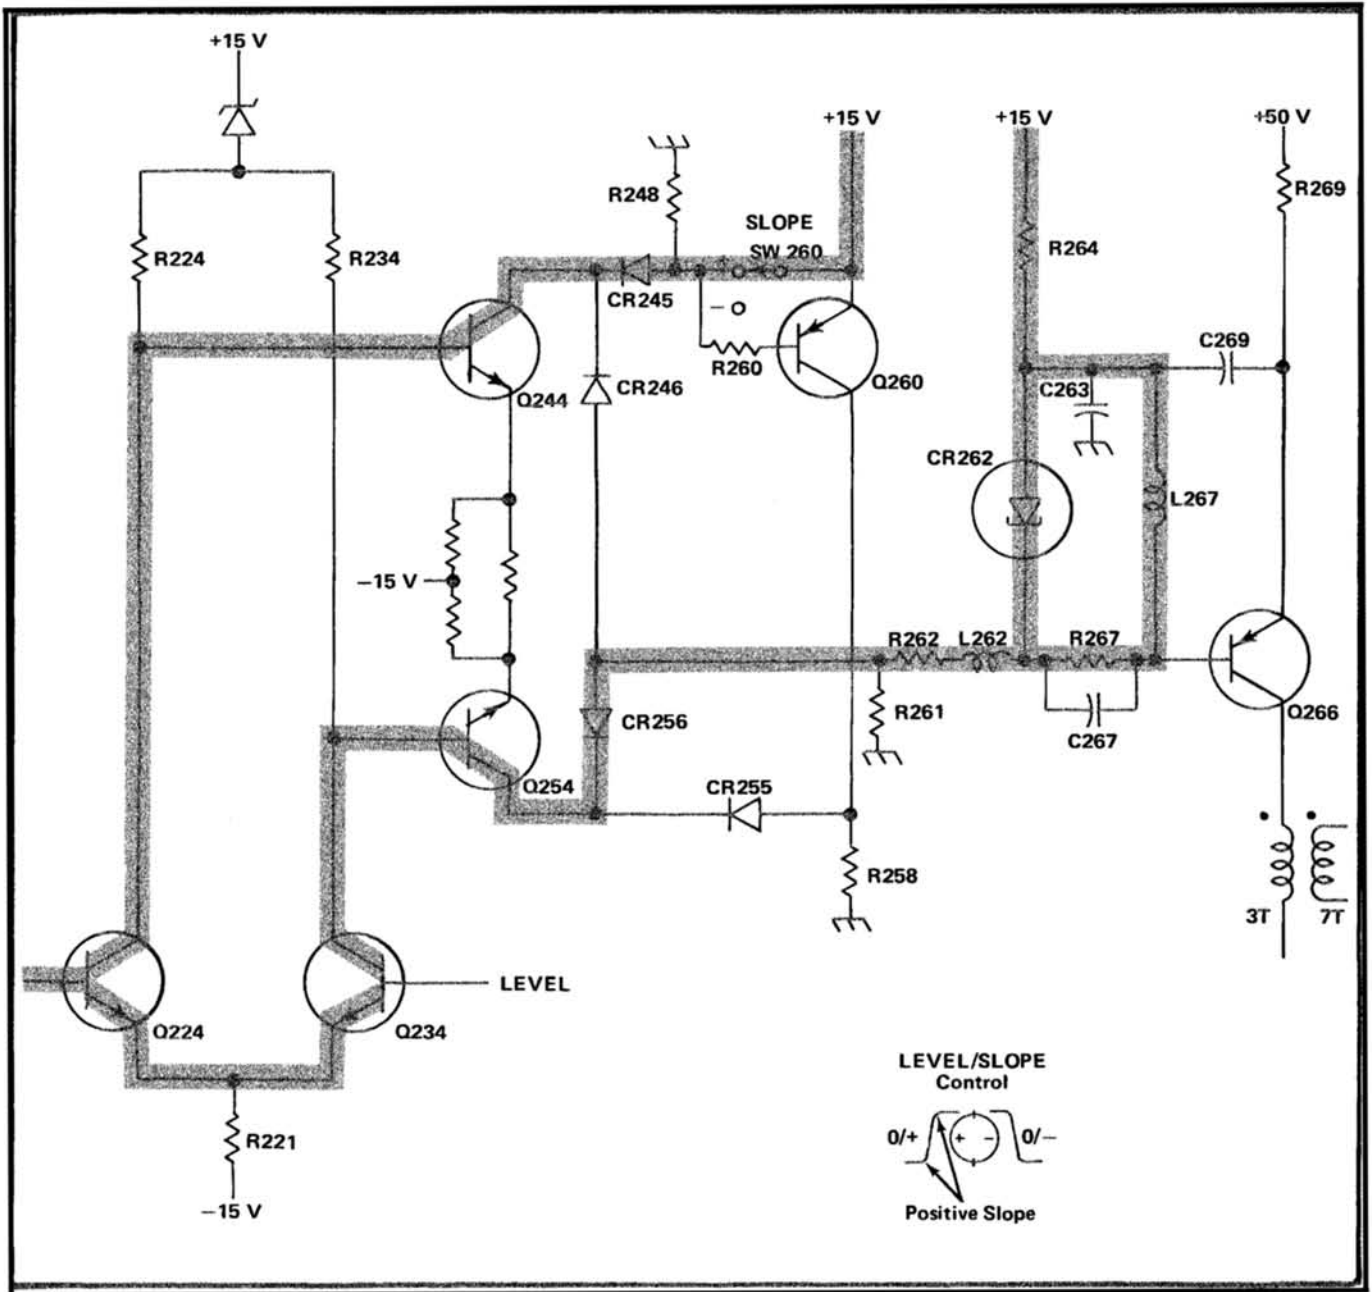 +15 V
+15 V
+15 V
+50 V
R248
R269
SLOPE
SW 260
R224
R234
R264
+
CR245
–
C269
R260
Q260
CR246
C263
Q244
CR262
L267
–15 V
R262
L262
R267
R261
CR256
Q266
C267
Q254
CR255
R258
3T
7T
LEVEL
Q224
Q234
LEVEL/SLOPE
Control
0/+
+
–
0/–
R221
–15 V
Positive Slope